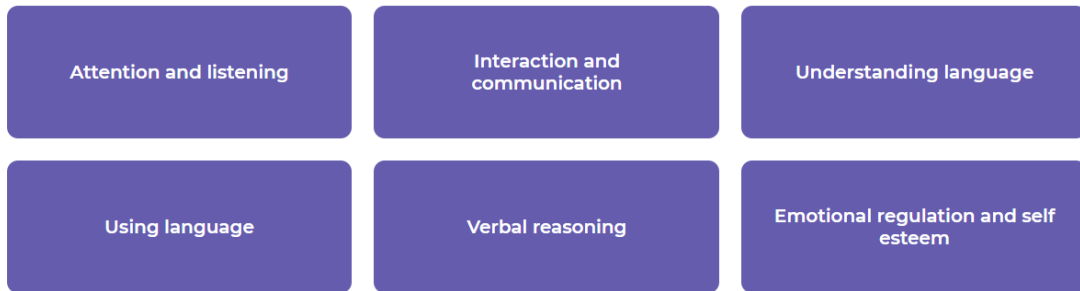 Attention and listening
Interaction and
communication
Understanding language
Using language
Verbal reasoning
Emotional regulation and self
esteem